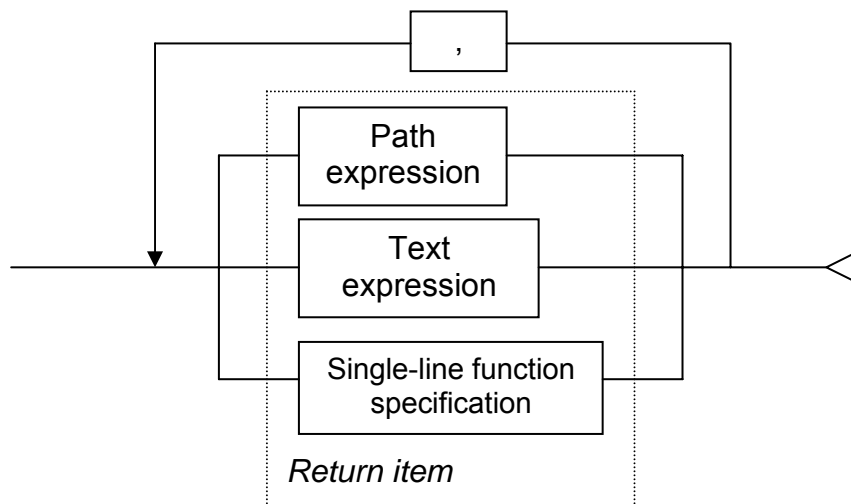 ,
Path
expression
Text
expression
Single-line function
specification
Return item